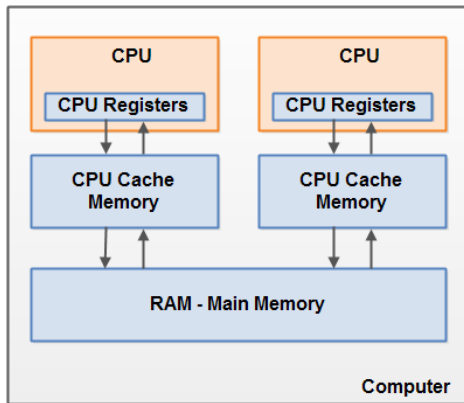 CPU
CPU
CPU Registers
CPU Registers
CPU Cache
Memory
CPU Cache
Memory
RAM - Main Memory
Computer